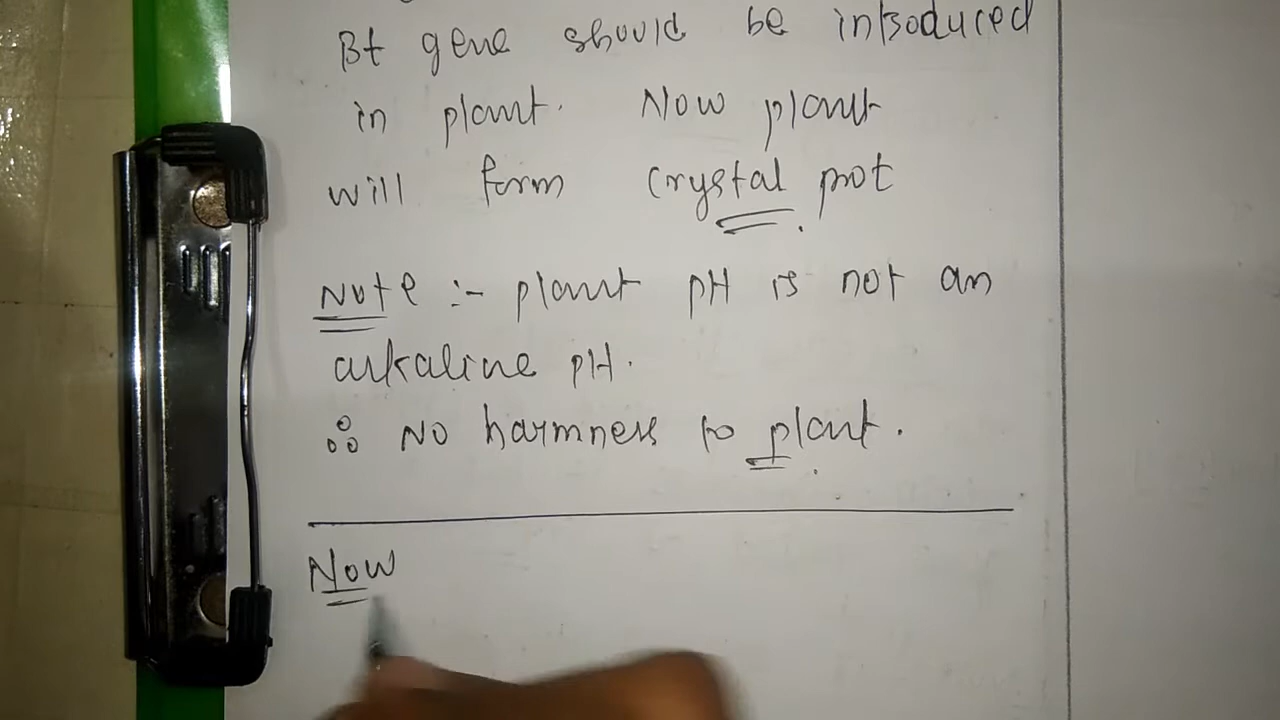 Bt gene should be introduced
in plant. Now plant
will form crystal prot
Note :- plant pH is not an
alkaline pH.
∴ No harmness to plant.
Now